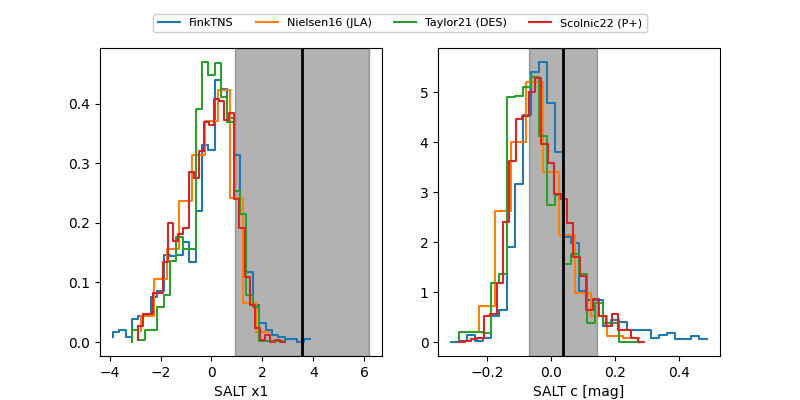 FinkTNS Nielsen16 (JLA) Taylor21 (DES) Scolnic22 (P+)
0.4
0.3
0.2
0.1
0.0
−4 −2 0 2 4 6
SALT x1
5
4
3
2
1
0
−0.2 0.0 0.2 0.4
SALT c [mag]